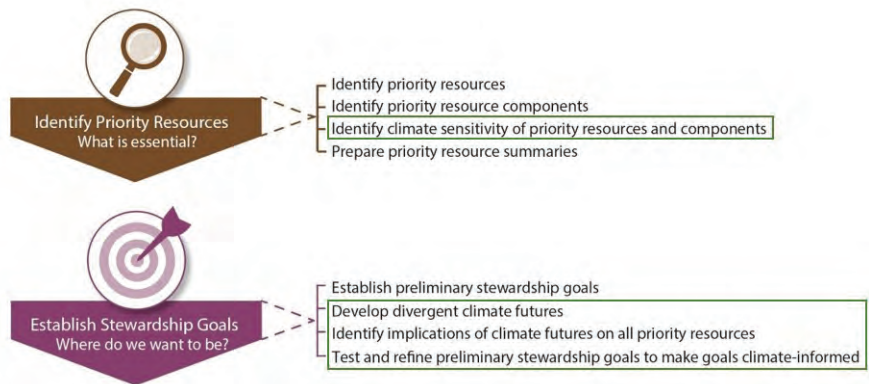 Identify Priority Resources
What is essential?
Identify priority resources
Identify priority resource components
Identify climate sensitivity of priority resources and components
Prepare priority resource summaries
Establish Stewardship Goals
Where do we want to be?
Establish preliminary stewardship goals
Develop divergent climate futures
Identify implications of climate futures on all priority resources
Test and refine preliminary stewardship goals to make goals climate-informed